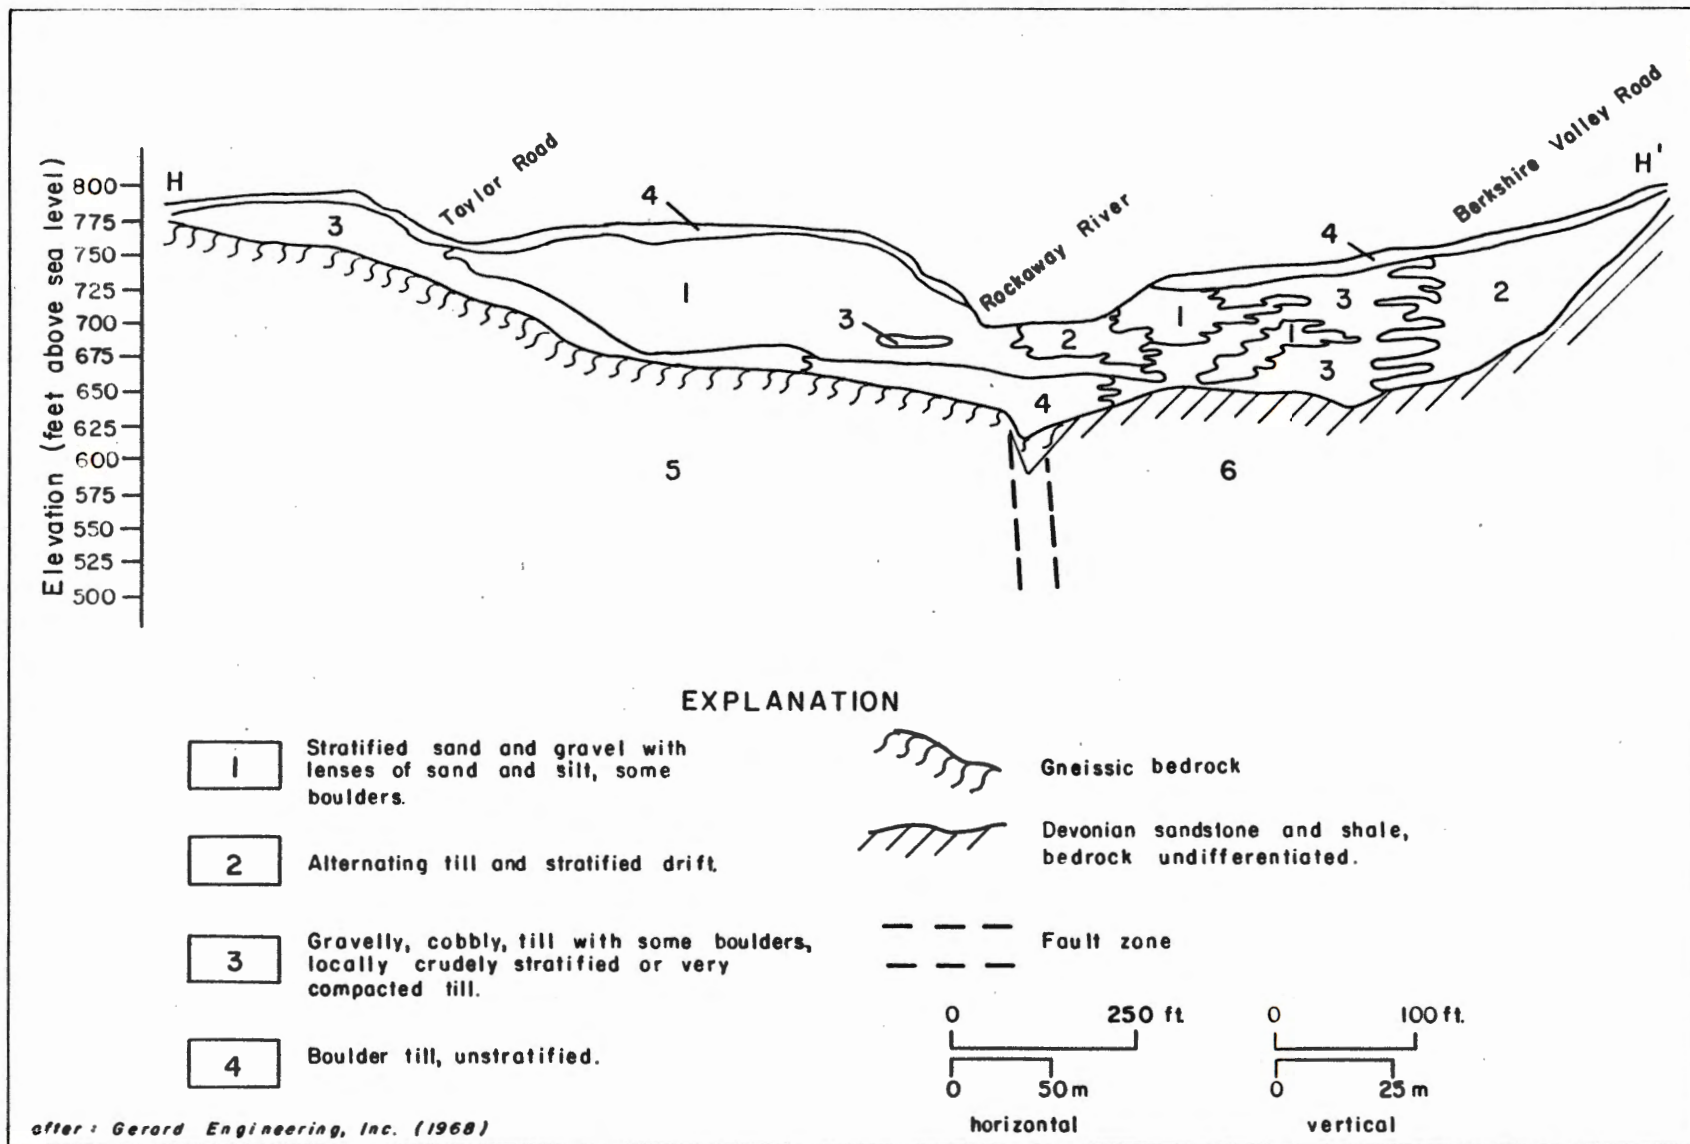 H
Taylor Road
Rockaway River
Berkshire Valley Road
H'
Elevation (feet above sea level)
800
775
750
725
700
675
650
625
600
575
550
525
500
3
4
1
3
2
4
1
3
1
3
2
4
5
6
EXPLANATION
1
Stratified sand and gravel with
lenses of sand and silt, some
boulders.
2
Alternating till and stratified drift.
3
Gravelly, cobbly, till with some boulders,
locally crudely stratified or very
compacted till.
4
Boulder till, unstratified.
Gneissic bedrock
Devonian sandstone and shale,
bedrock undifferentiated.
Fault zone
0 250 ft.
0 50 m
horizontal
0 100 ft.
0 25 m
vertical
after: Gerard Engineering, Inc. (1968)